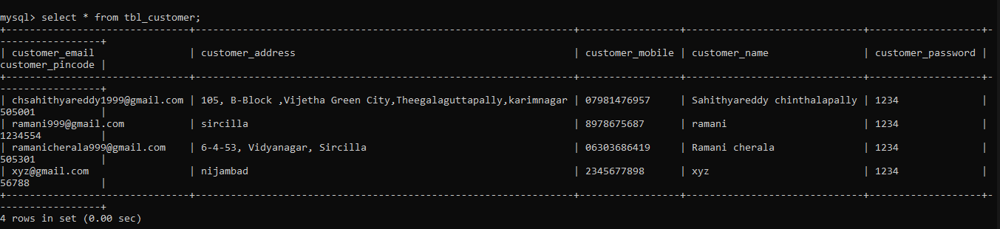 mysql> select * from tbl_customer;
+-------------------------------+----------------------------------------------------------------+-----------------+------------------------------+-------------------+-
-----------------+
| customer_email                | customer_address                                               | customer_mobile | customer_name                | customer_password |
customer_pincode |
+-------------------------------+----------------------------------------------------------------+-----------------+------------------------------+-------------------+-
-----------------+
| chsahithyareddy1999@gmail.com | 105, B-Block ,Vijetha Green City,Theegalaguttapally,karimnagar | 07981476957     | Sahithyareddy chinthalapally | 1234              |
505001           |
| ramani999@gmail.com           | sircilla                                                       | 8978675687      | ramani                       | 1234              |
1234554          |
| ramanicherala999@gmail.com    | 6-4-53, Vidyanagar, Sircilla                                   | 06303686419     | Ramani cherala               | 1234              |
505301           |
| xyz@gmail.com                 | nijambad                                                       | 2345677898      | xyz                          | 1234              |
56788            |
+-------------------------------+----------------------------------------------------------------+-----------------+------------------------------+-------------------+-
-----------------+
4 rows in set (0.00 sec)